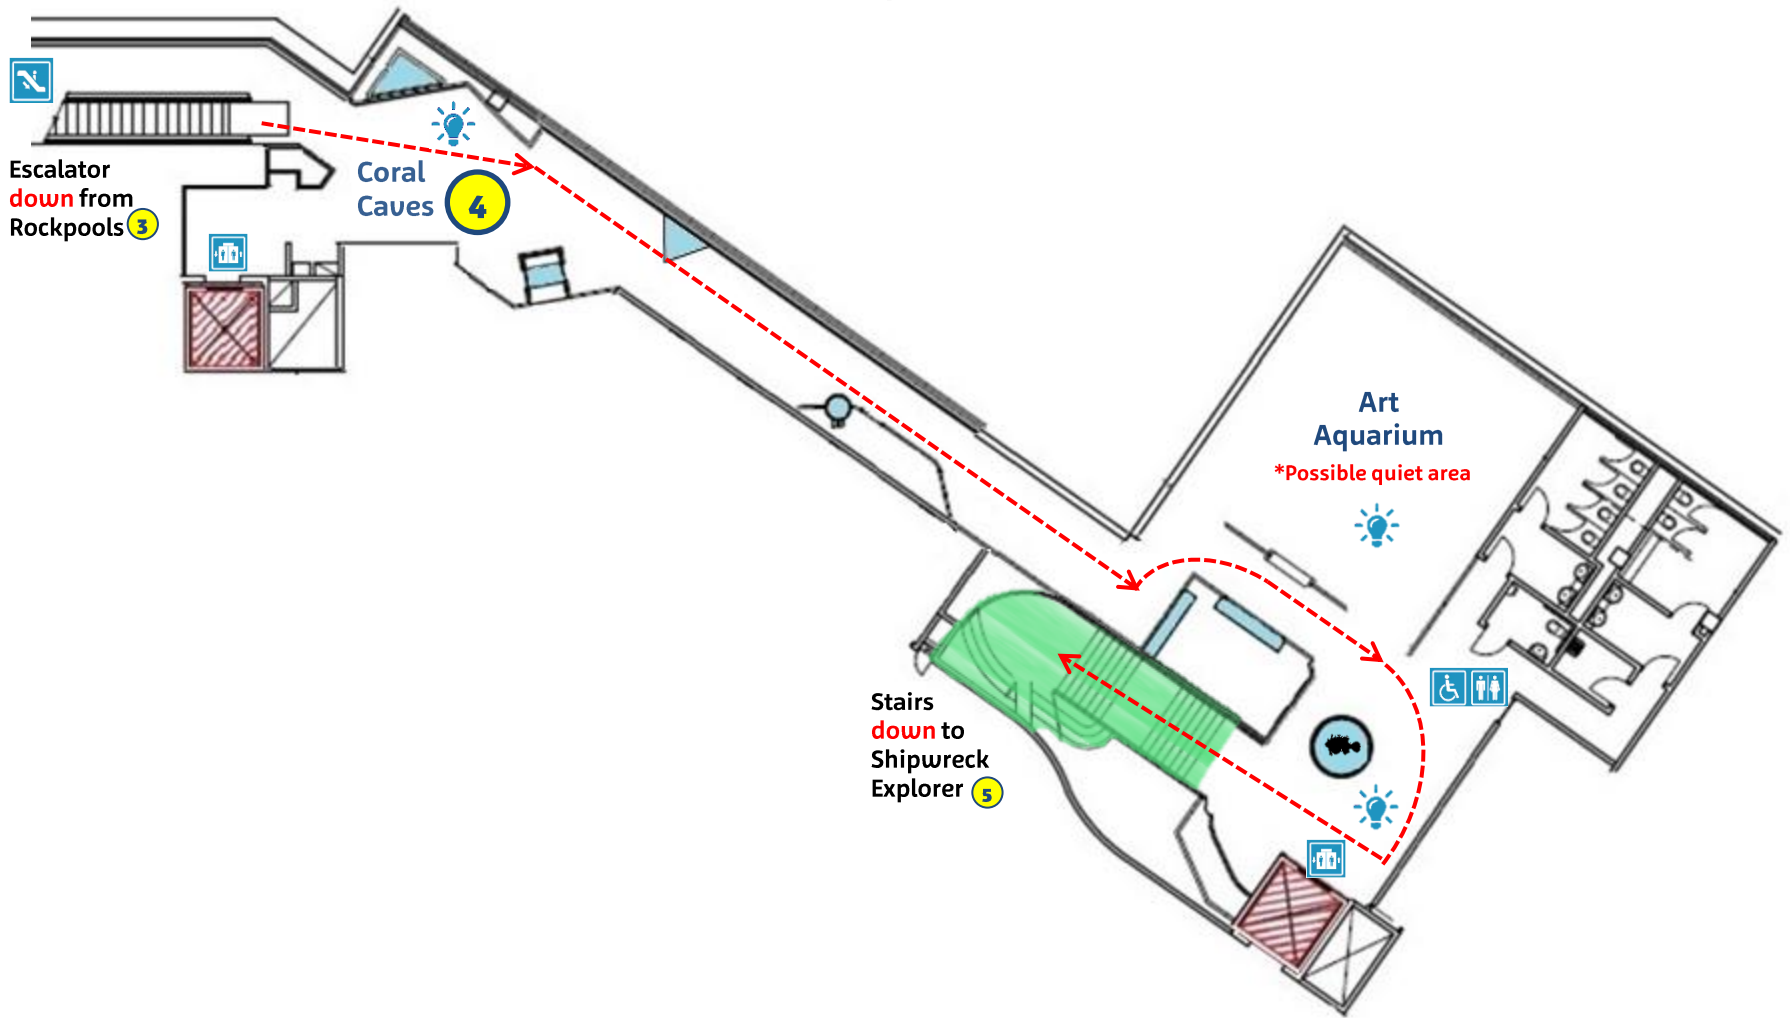 Escalator
down from
Rockpools 3
Coral
Caves 4
Art
Aquarium
*Possible quiet area
Stairs
down to
Shipwreck
Explorer 5